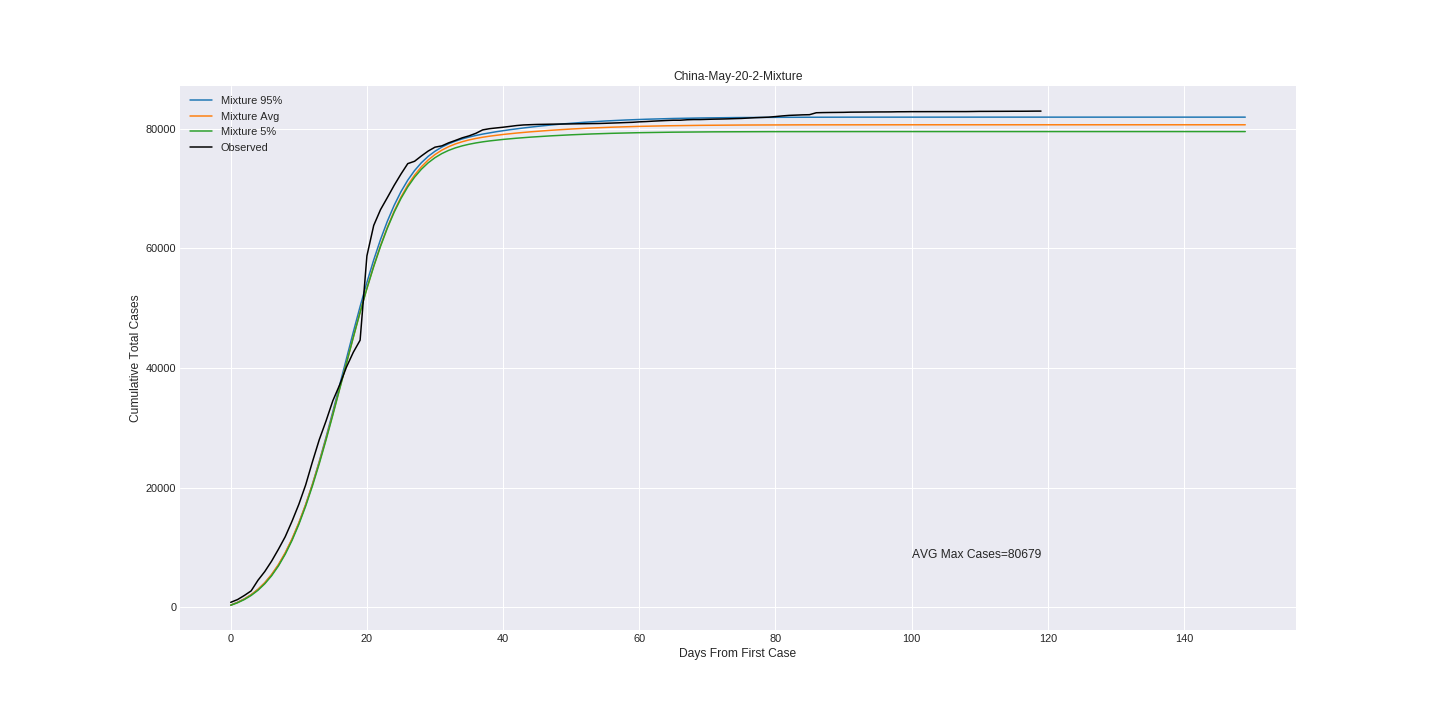 China-May-20-2-Mixture
Mixture 95%
Mixture Avg
Mixture 5%
Observed
80000
60000
40000
20000
0
Cumulative Total Cases
AVG Max Cases=80679
0 20 40 60 80 100 120 140
Days From First Case